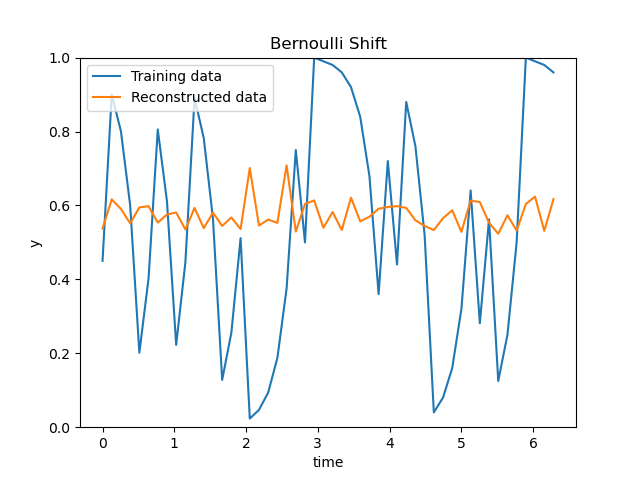 Bernoulli Shift
Training data
Reconstructed data
1.0
0.8
0.6
0.4
0.2
0.0
y
0 1 2 3 4 5 6
time